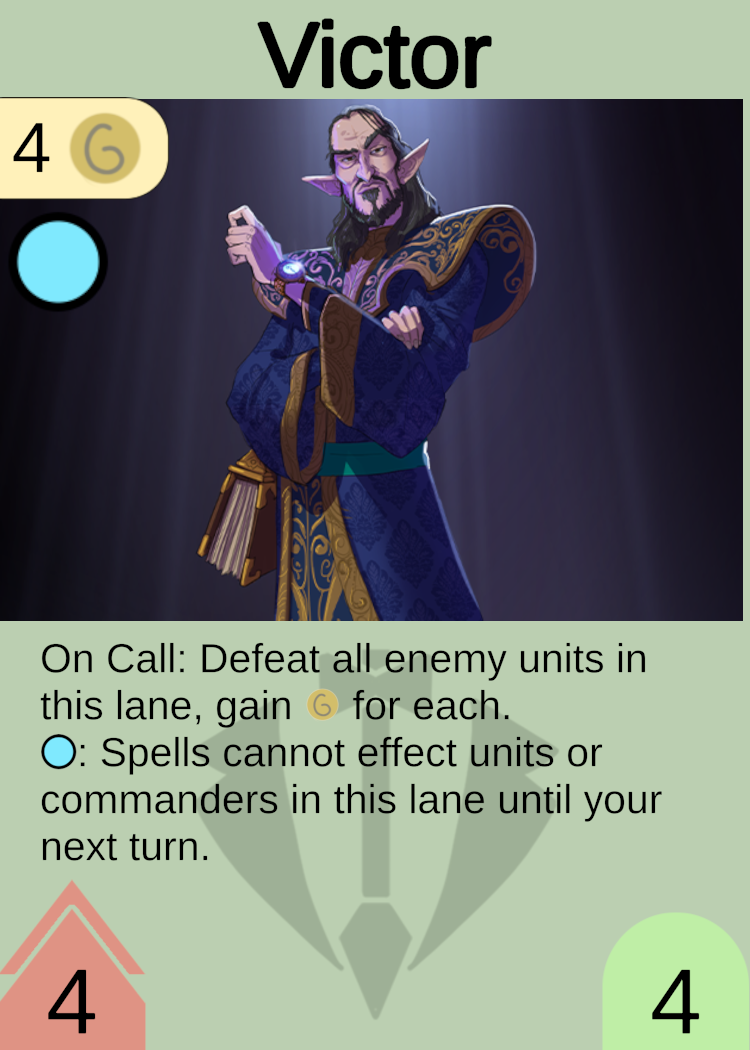 Victor
4 G
On Call: Defeat all enemy units in
this lane, gain G for each.
: Spells cannot effect units or
commanders in this lane until your
next turn.
4
4